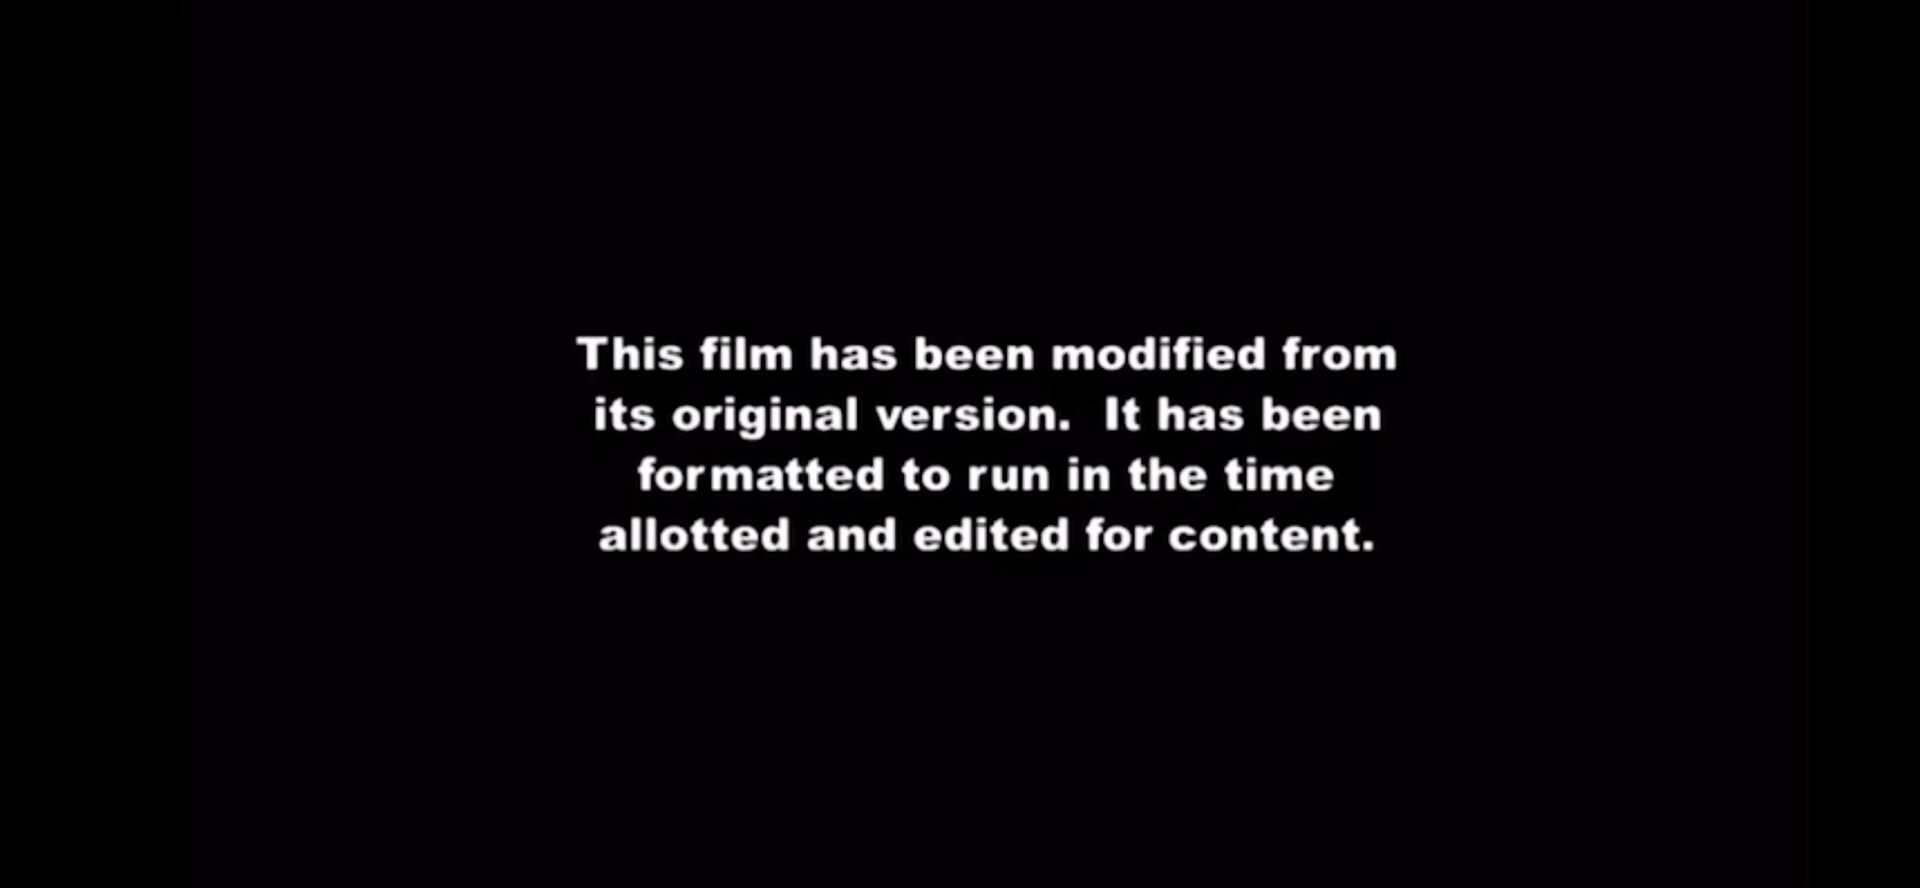 This film has been modified from
its original version.  It has been
formatted to run in the time
allotted and edited for content.